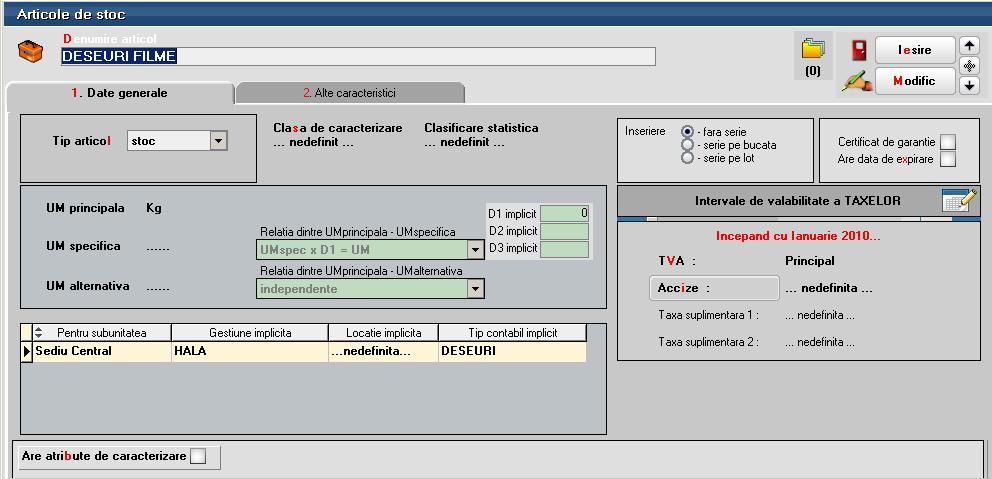 Articole de stoc
Denumire articol
DESEURI FILME
(0)
Iesire
Modific
1. Date generale
2. Alte caracteristici
Tip articol stoc
Clasa de caracterizare
... nedefinit ...
Clasificare statistica
... nedefinit ...
Inseriere
- fara serie
- serie pe bucata
- serie pe lot
Certificat de garantie
Are data de expirare
UM principala Kg
UM specifica ......
UM alternativa ......
Relatia dintre UMprincipala - UMspecifica
UMspec x D1 = UM
Relatia dintre UMprincipala - UMalternativa
independente
D1 implicit 0
D2 implicit
D3 implicit
Intervale de valabilitate a TAXELOR
Incepand cu Ianuarie 2010...
TVA : Principal
Accize : ... nedefinita ...
Taxa suplimentara 1 : ... nedefinita ...
Taxa suplimentara 2 : ... nedefinita ...
Pentru subunitatea Gestiune implicita Locatie implicita Tip contabil implicit
Sediu Central HALA ...nedefinita... DESEURI
Are atribute de caracterizare